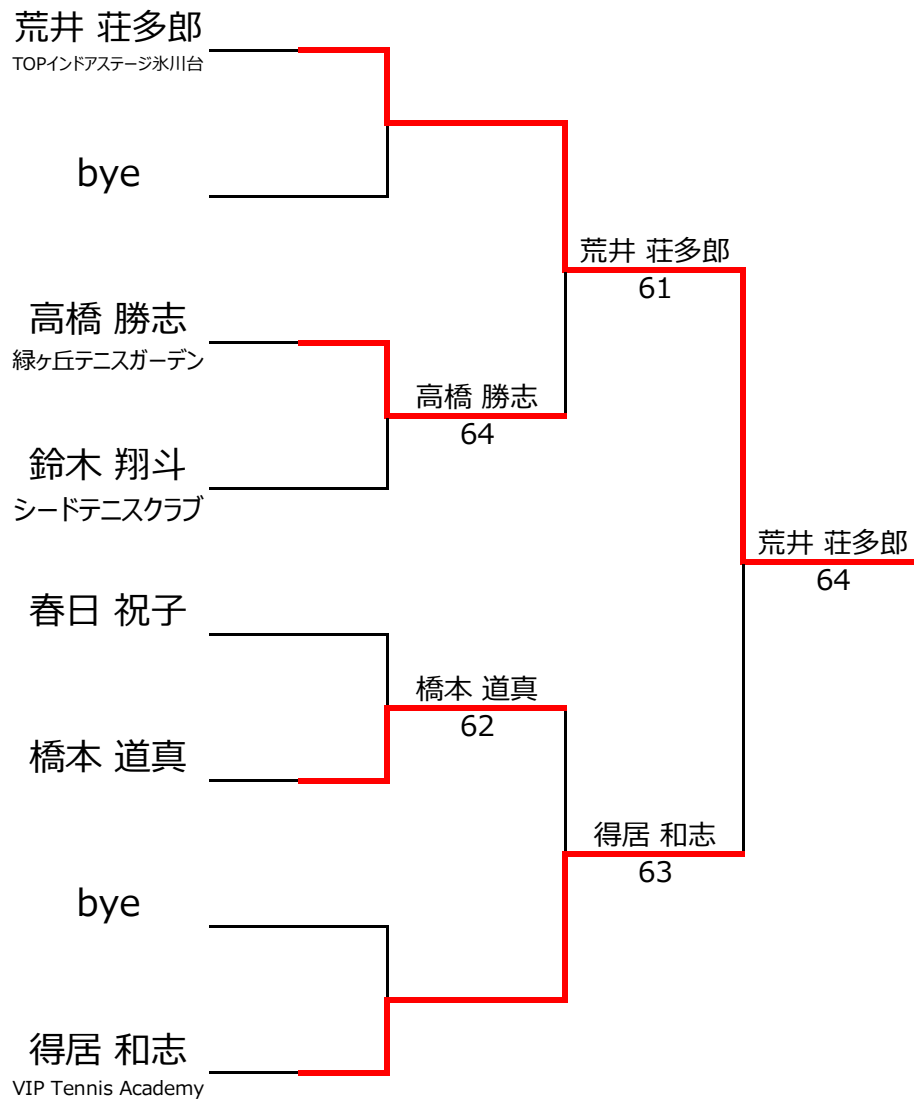 荒井 荘多郎
TOPインドアステージ氷川台
bye
高橋 勝志
緑ヶ丘テニスガーデン
鈴木 翔斗
シードテニスクラブ
春日 祝子
橋本 道真
bye
得居 和志
VIP Tennis Academy
高橋 勝志
64
橋本 道真
62
荒井 荘多郎
61
得居 和志
63
荒井 荘多郎
64